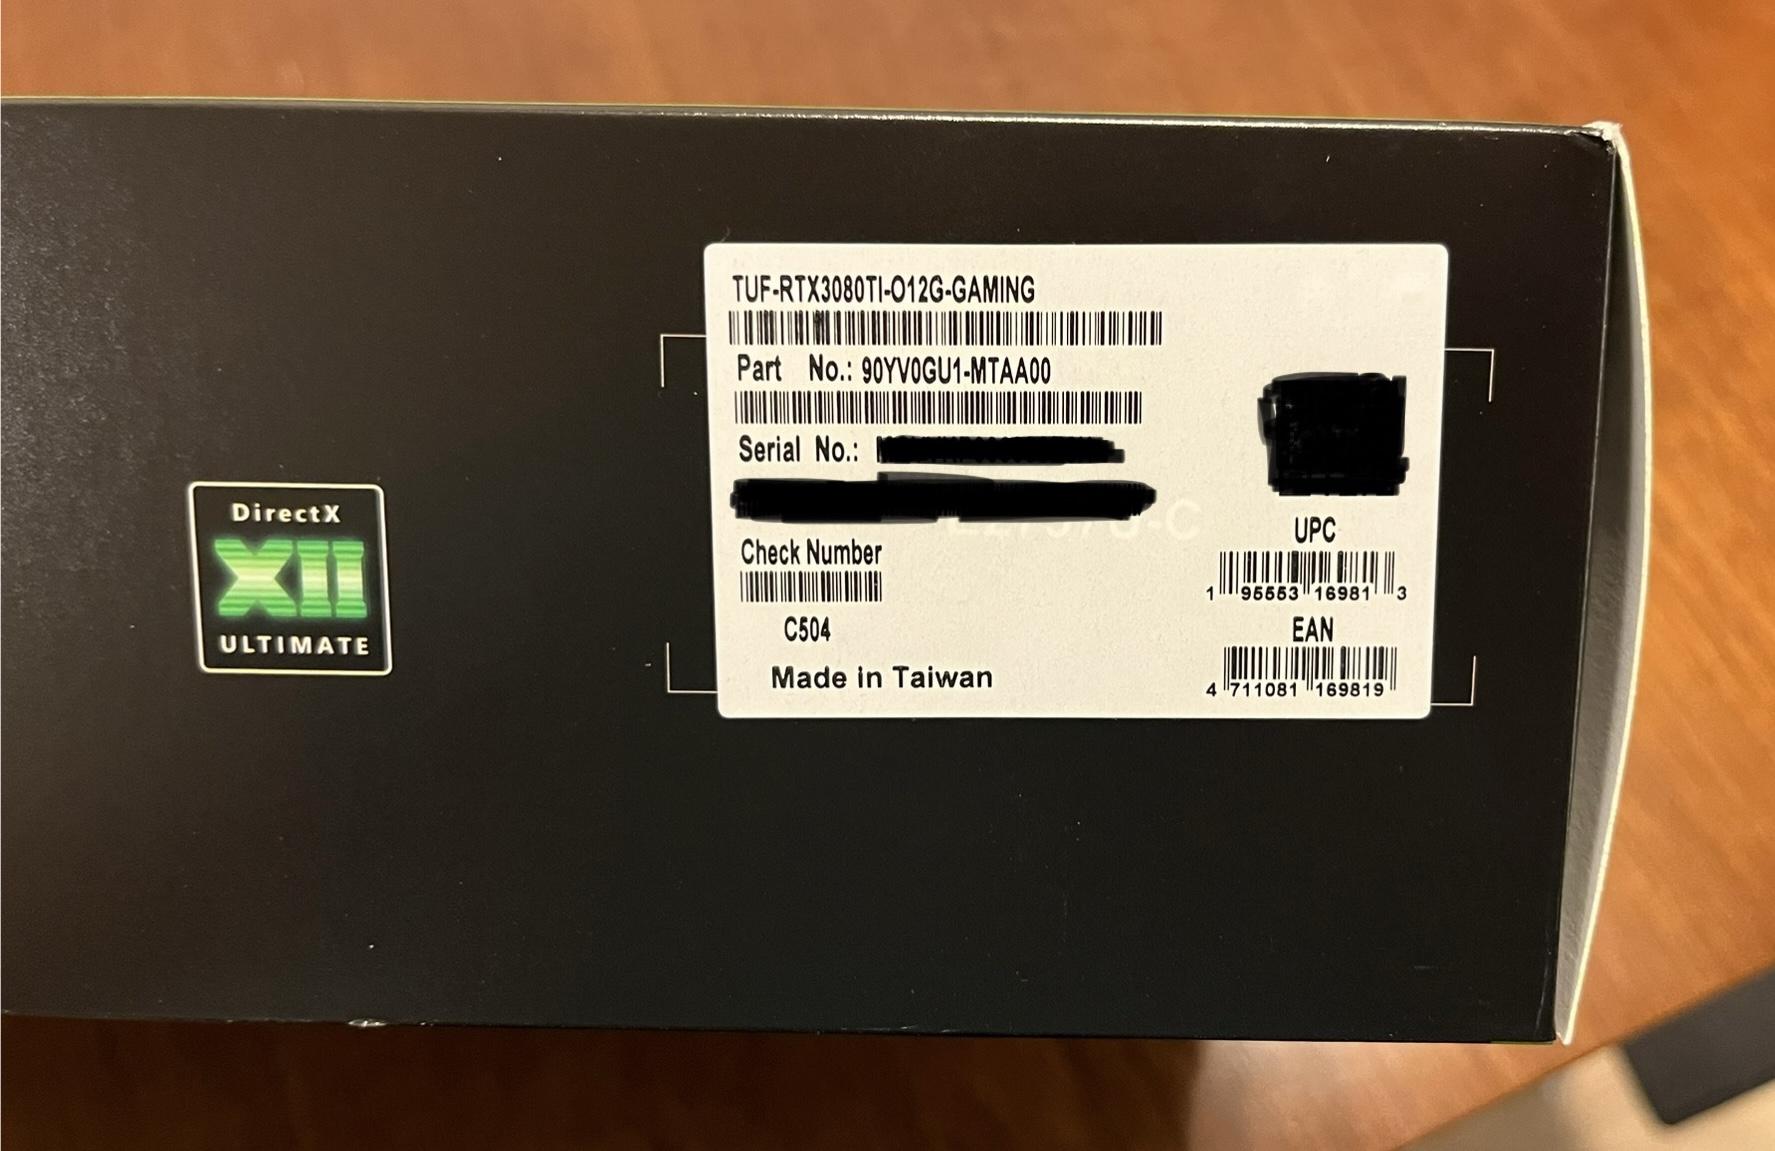 TUF-RTX3080TI-O12G-GAMING
Part No.: 90YV0GU1-MTAA00
Serial No.:
UPC
Check Number
1 95553 16981 3
C504
EAN
Made in Taiwan
4 711081 169819
DirectX
XII
ULTIMATE